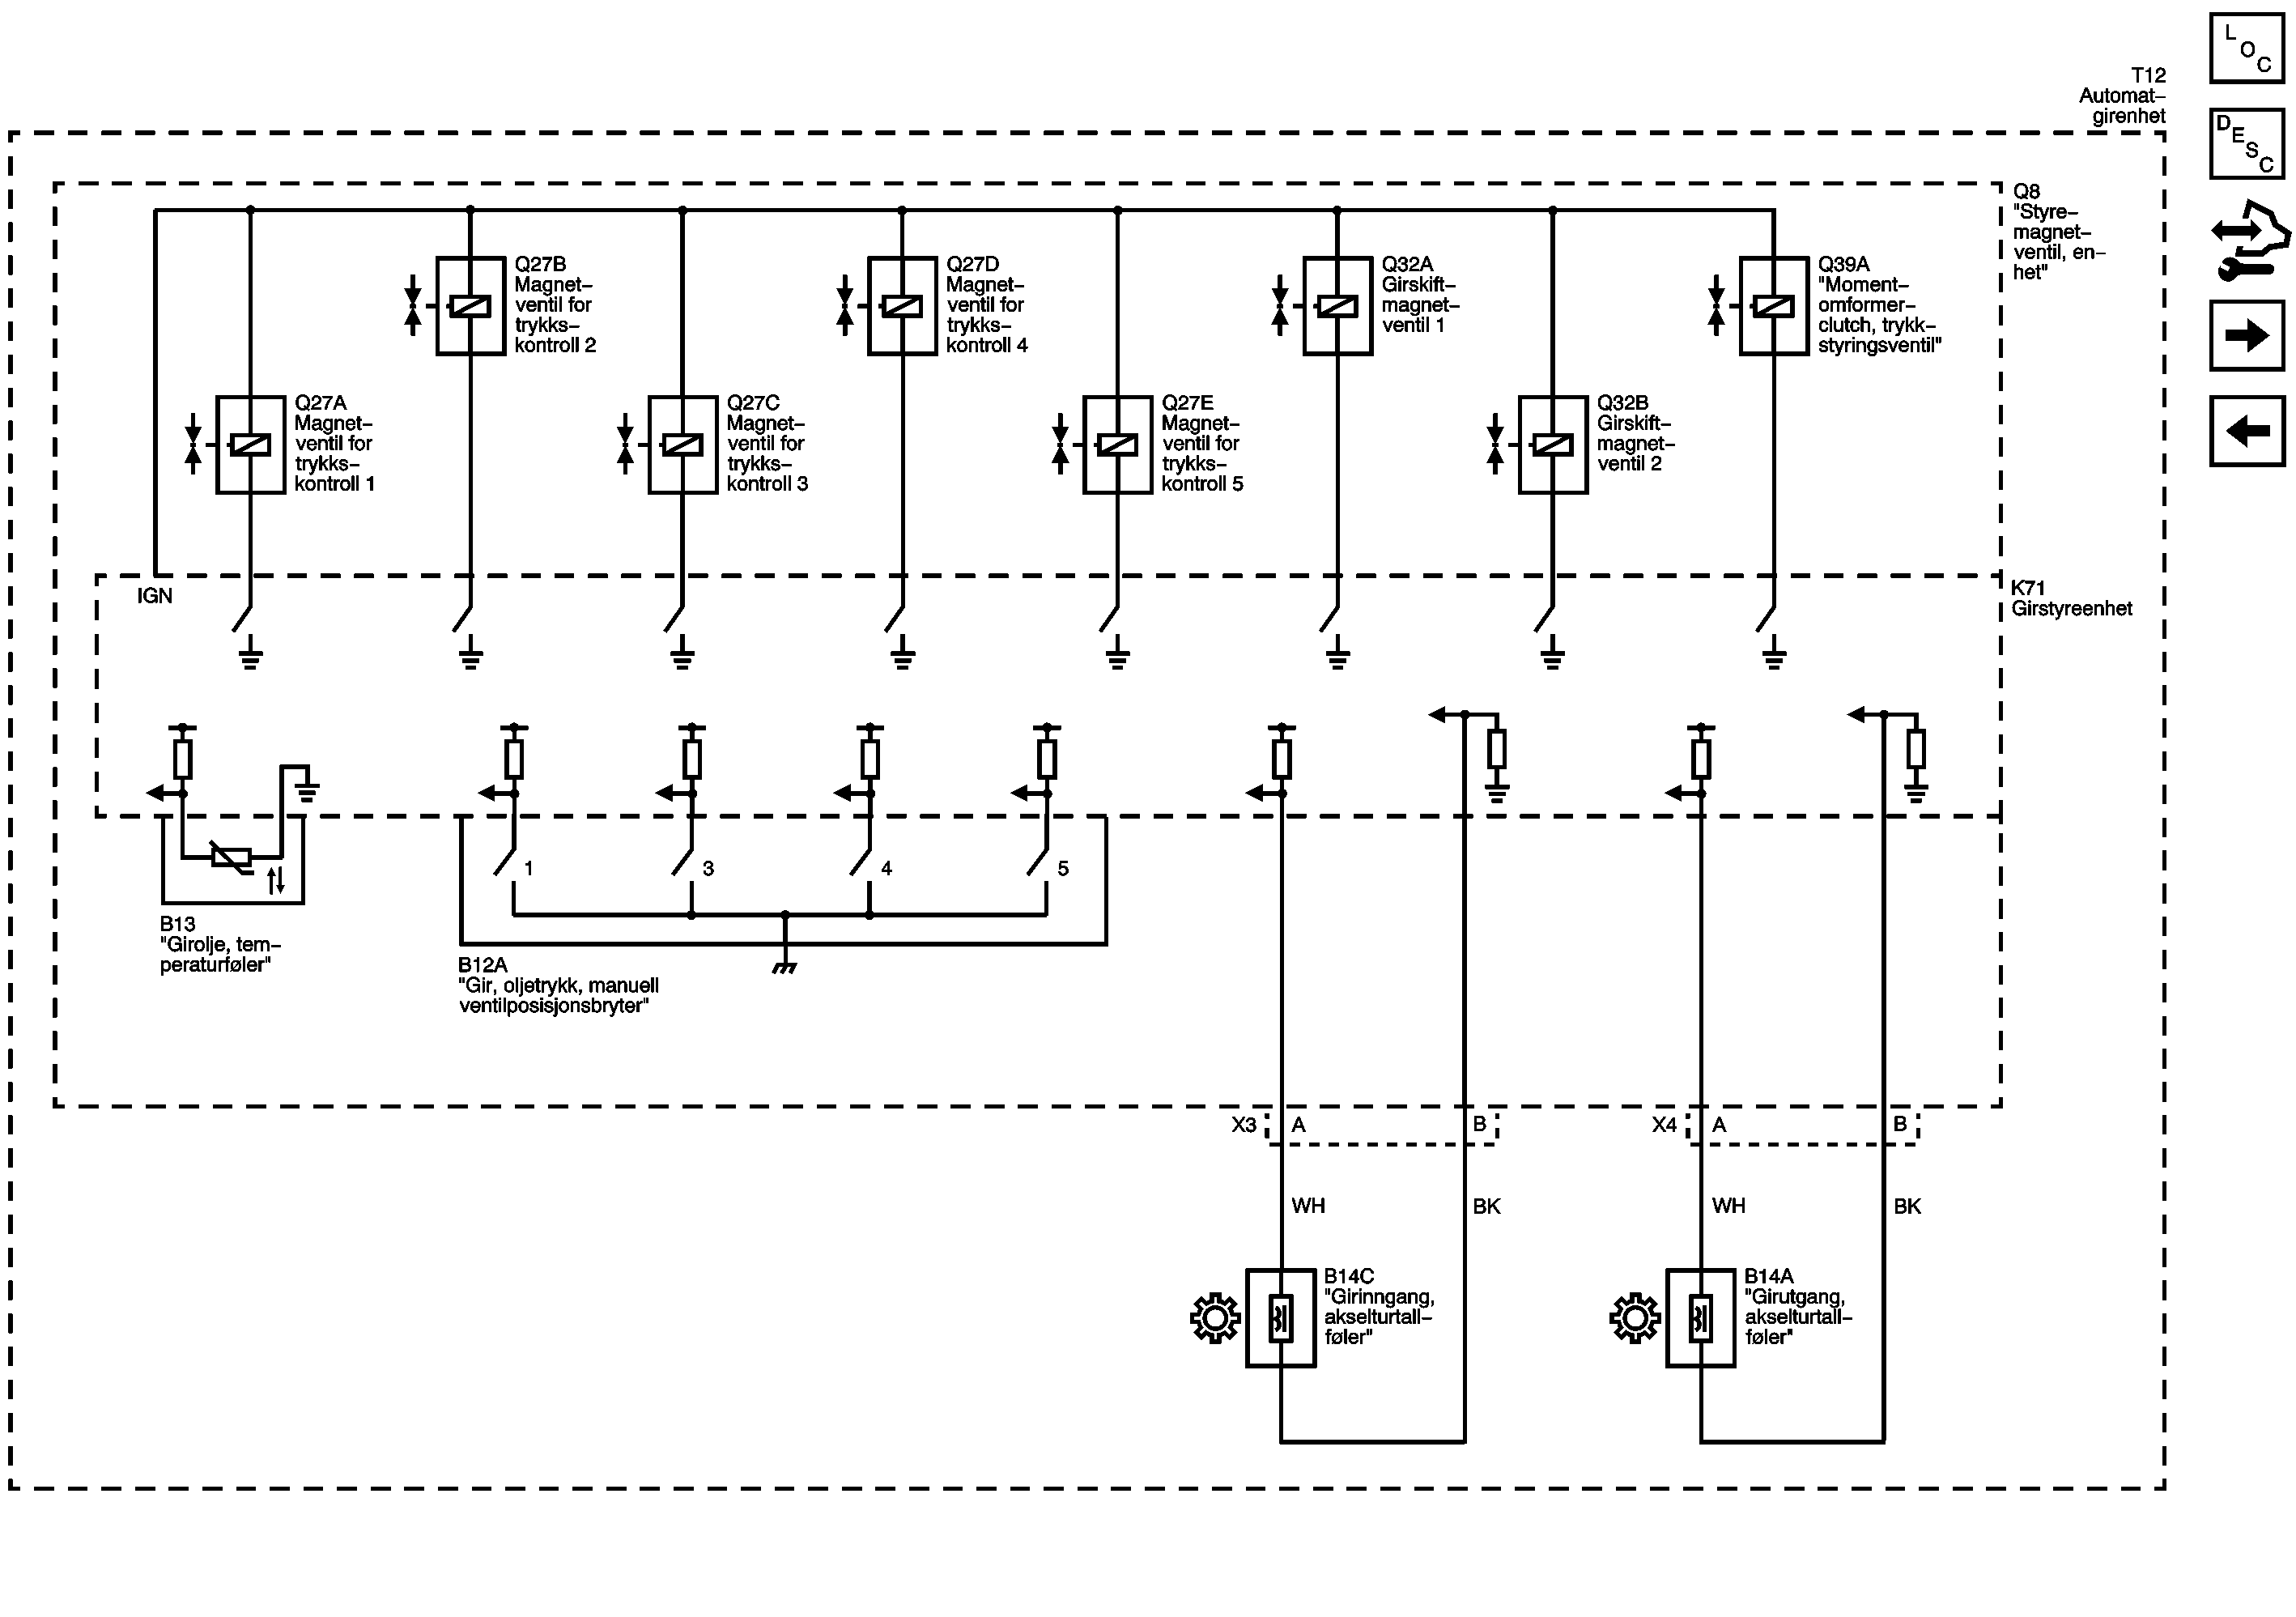 L
O
C
T12
Automat–
girenhet
D
E
S
C
Q8
"Styre–
magnet–
ventil, en–
het"
Q27B
Magnet–
ventil for
trykks–
kontroll 2
Q27D
Magnet–
ventil for
trykks–
kontroll 4
Q32A
Girskift–
magnet–
ventil 1
Q39A
"Moment–
omformer–
clutch, trykk–
styringsventil"
Q27A
Magnet–
ventil for
trykks–
kontroll 1
Q27C
Magnet–
ventil for
trykks–
kontroll 3
Q27E
Magnet–
ventil for
trykks–
kontroll 5
Q32B
Girskift–
magnet–
ventil 2
IGN
K71
Girstyreenhet
1
3
4
5
B13
"Girolje, tem–
peraturføler"
B12A
"Gir, oljetrykk, manuell
ventilposisjonsbryter"
X3
A
B
X4
A
B
WH
BK
WH
BK
B14C
"Girinngang,
akselturtall–
føler"
B14A
"Girutgang,
akselturtall–
føler"